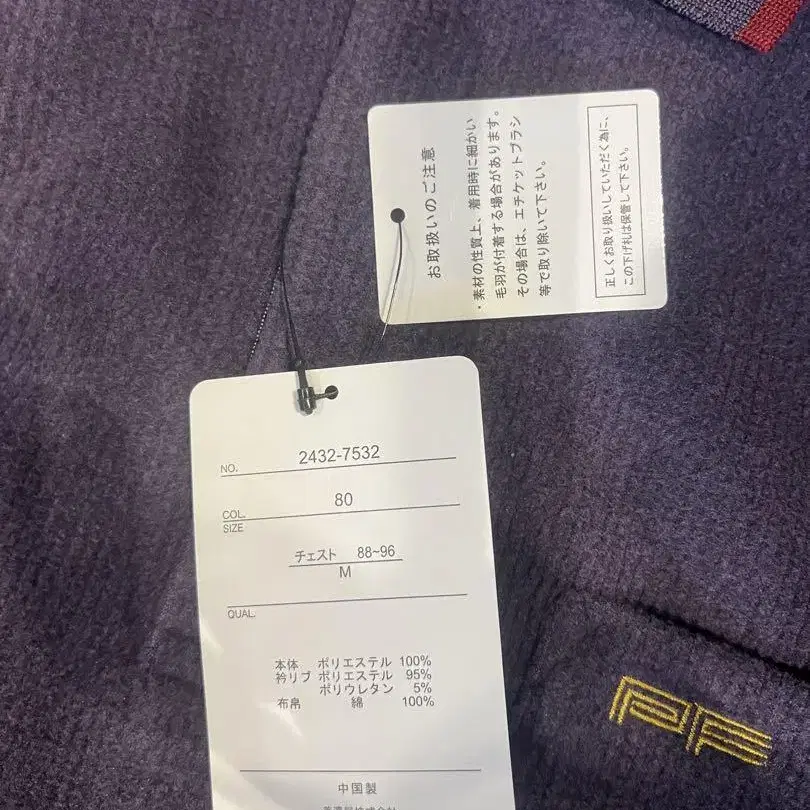 お取扱いのご注意
・素材の性質上、着用時に細かい
毛羽が付着する場合があります。
その場合は、エチケットブラシ
等で取り除いて下さい。
正しくお取り扱いしていただく為に、
この下げ札は保管して下さい。
NO. 2432-7532
COL. 80
SIZE
チェスト 88~96
M
QUAL.
本体 ポリエステル 100%
衿リブ ポリエステル 95%
ポリウレタン 5%
布帛 綿 100%
中国製